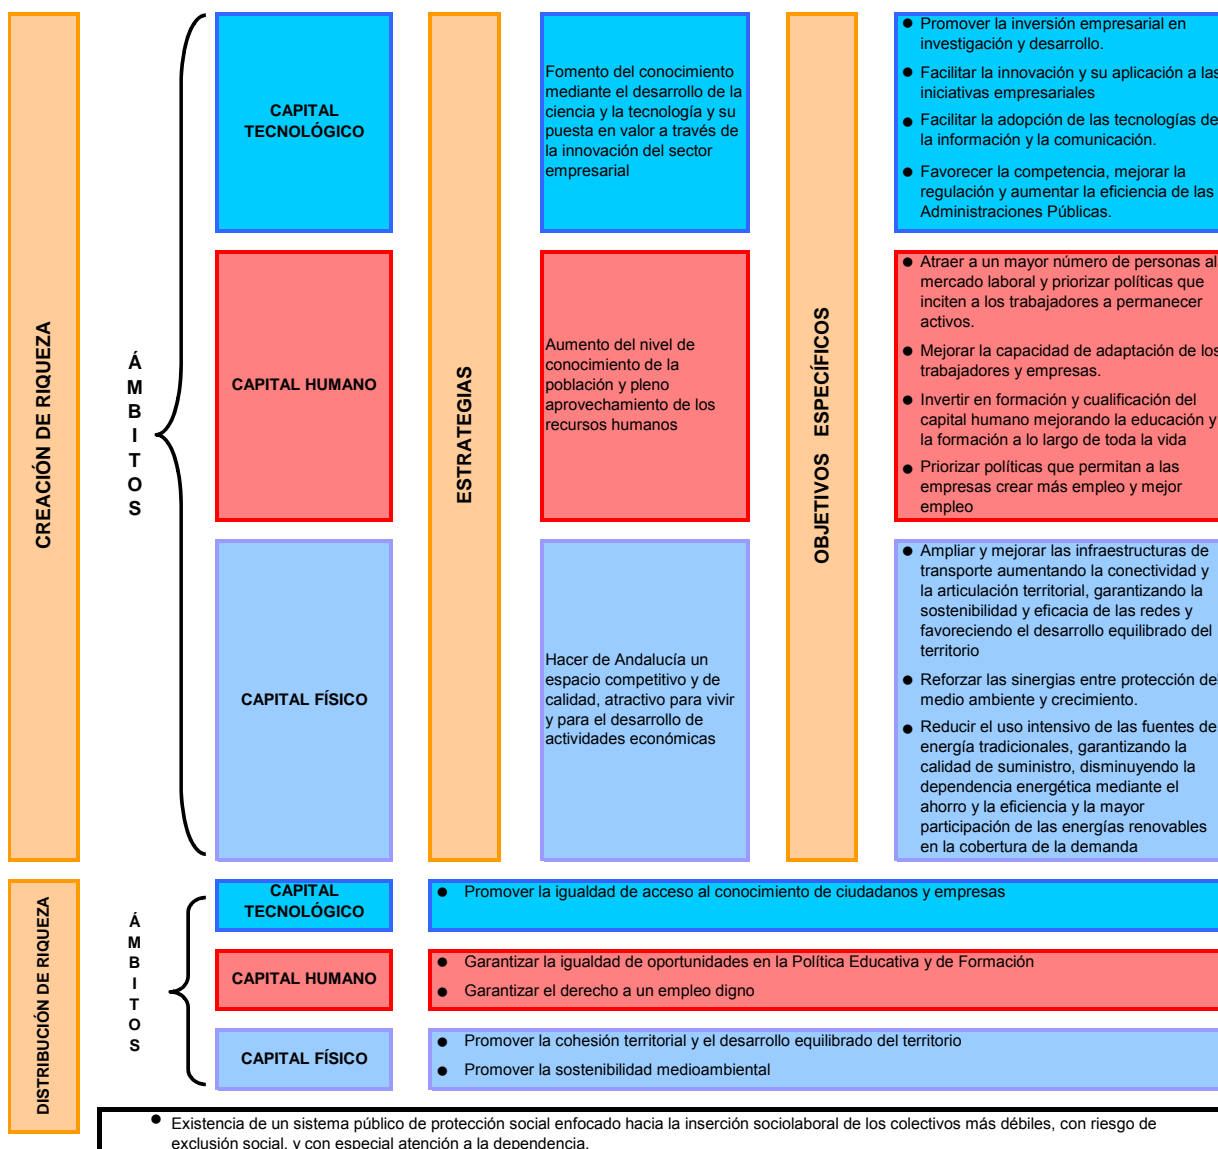 CREACIÓN DE RIQUEZA
ÁMBITOS
CAPITAL
TECNOLÓGICO
ESTRATEGIAS
Fomento del conocimiento
mediante el desarrollo de la
ciencia y la tecnología y su
puesta en valor a través de
la innovación del sector
empresarial
OBJETIVOS ESPECÍFICOS
● Promover la inversión empresarial en
investigación y desarrollo.
● Facilitar la innovación y su aplicación a las
iniciativas empresariales
● Facilitar la adopción de las tecnologías de
la información y la comunicación.
● Favorecer la competencia, mejorar la
regulación y aumentar la eficiencia de las
Administraciones Públicas.
CAPITAL HUMANO
Aumento del nivel de
conocimiento de la
población y pleno
aprovechamiento de los
recursos humanos
● Atraer a un mayor número de personas al
mercado laboral y priorizar políticas que
inciten a los trabajadores a permanecer
activos.
● Mejorar la capacidad de adaptación de los
trabajadores y empresas.
● Invertir en formación y cualificación del
capital humano mejorando la educación y
la formación a lo largo de toda la vida
● Priorizar políticas que permitan a las
empresas crear más empleo y mejor
empleo
CAPITAL FÍSICO
Hacer de Andalucía un
espacio competitivo y de
calidad, atractivo para vivir
y para el desarrollo de
actividades económicas
● Ampliar y mejorar las infraestructuras de
transporte aumentando la conectividad y
la articulación territorial, garantizando la
sostenibilidad y eficacia de las redes y
favoreciendo el desarrollo equilibrado del
territorio
● Reforzar las sinergias entre protección del
medio ambiente y crecimiento.
● Reducir el uso intensivo de las fuentes de
energía tradicionales, garantizando la
calidad de suministro, disminuyendo la
dependencia energética mediante el
ahorro y la eficiencia y la mayor
participación de las energías renovables
en la cobertura de la demanda
DISTRIBUCIÓN DE RIQUEZA
ÁMBITOS
CAPITAL
TECNOLÓGICO
● Promover la igualdad de acceso al conocimiento de ciudadanos y empresas
CAPITAL HUMANO
● Garantizar la igualdad de oportunidades en la Política Educativa y de Formación
● Garantizar el derecho a un empleo digno
CAPITAL FÍSICO
● Promover la cohesión territorial y el desarrollo equilibrado del territorio
● Promover la sostenibilidad medioambiental
● Existencia de un sistema público de protección social enfocado hacia la inserción sociolaboral de los colectivos más débiles, con riesgo de
exclusión social, y con especial atención a la dependencia.